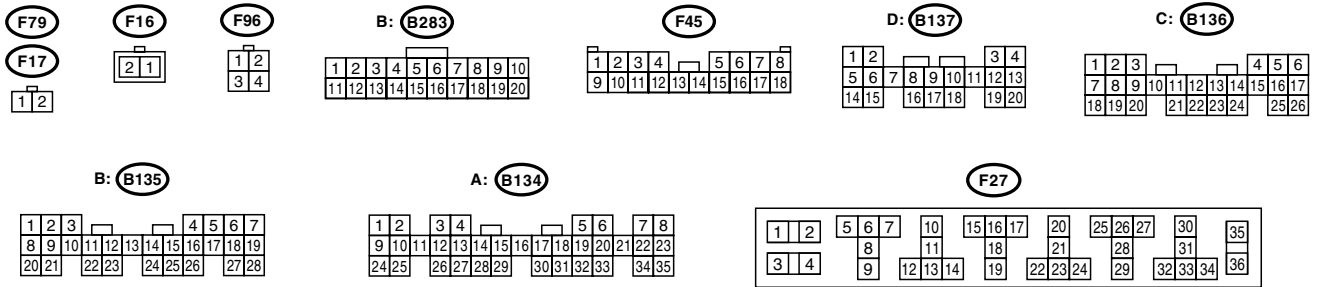 F79
F17
1 2
F16
2 1
F96
1 2
3 4
B: B283
1 2 3 4 5 6 7 8 9 10
11 12 13 14 15 16 17 18 19 20
F45
1 2 3 4 5 6 7 8
9 10 11 12 13 14 15 16 17 18
D: B137
1 2 3 4
5 6 7 8 9 10 11 12 13
14 15 16 17 18 19 20
C: B136
1 2 3 4 5 6
7 8 9 10 11 12 13 14 15 16 17
18 19 20 21 22 23 24 25 26
B: B135
1 2 3 4 5 6 7
8 9 10 11 12 13 14 15 16 17 18 19
20 21 22 23 24 25 26 27 28
A: B134
1 2 3 4 5 6 7 8
9 10 11 12 13 14 15 16 17 18 19 20 21 22 23
24 25 26 27 28 29 30 31 32 33 34 35
F27
1 2 5 6 7 10 15 16 17 20 25 26 27 30 35
8 11 18 21 28 31
3 4 9 12 13 14 19 22 23 24 29 32 33 34 36